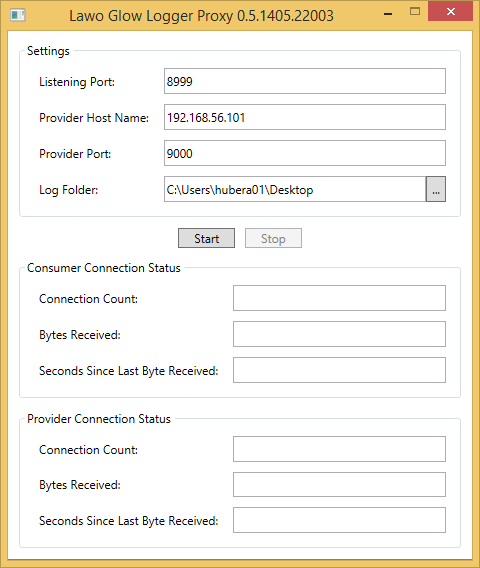 Lawo Glow Logger Proxy 0.5.1405.22003
Settings
Listening Port: 8999
Provider Host Name: 192.168.56.101
Provider Port: 9000
Log Folder: C:\Users\hubera01\Desktop ...
Start Stop
Consumer Connection Status
Connection Count:
Bytes Received:
Seconds Since Last Byte Received:
Provider Connection Status
Connection Count:
Bytes Received:
Seconds Since Last Byte Received: